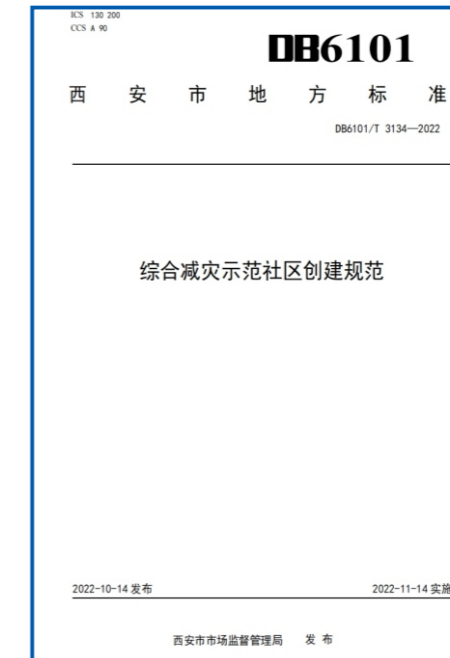 ICS 130 200
CCS A 90
DB6101
西安市地方标准
DB6101/T 3134—2022
综合减灾示范社区创建规范
2022-10-14 发布
2022-11-14 实施
西安市市场监督管理局 发布